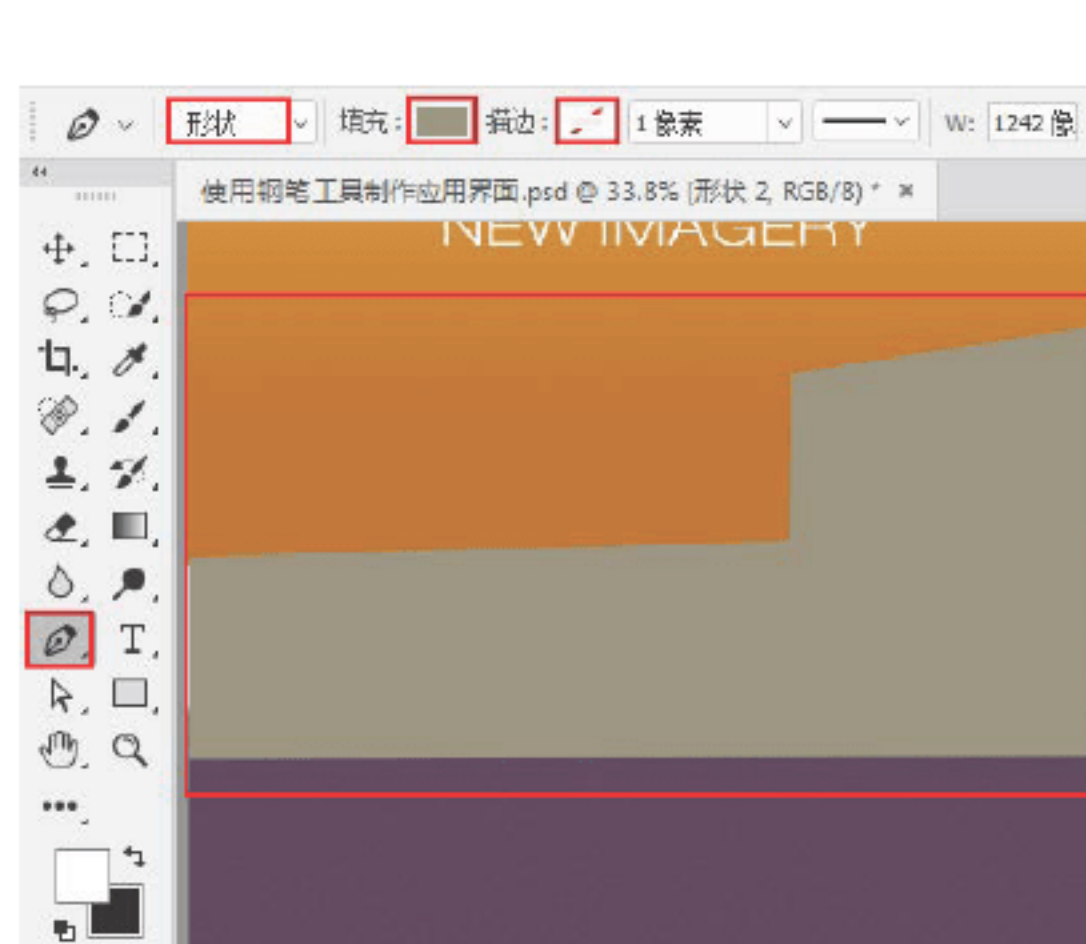 形状 填充: 描边: 1 像素 W: 1242 像
使用钢笔工具制作应用界面.psd @ 33.8% (形状 2, RGB/8) *
NEW IMAGERY